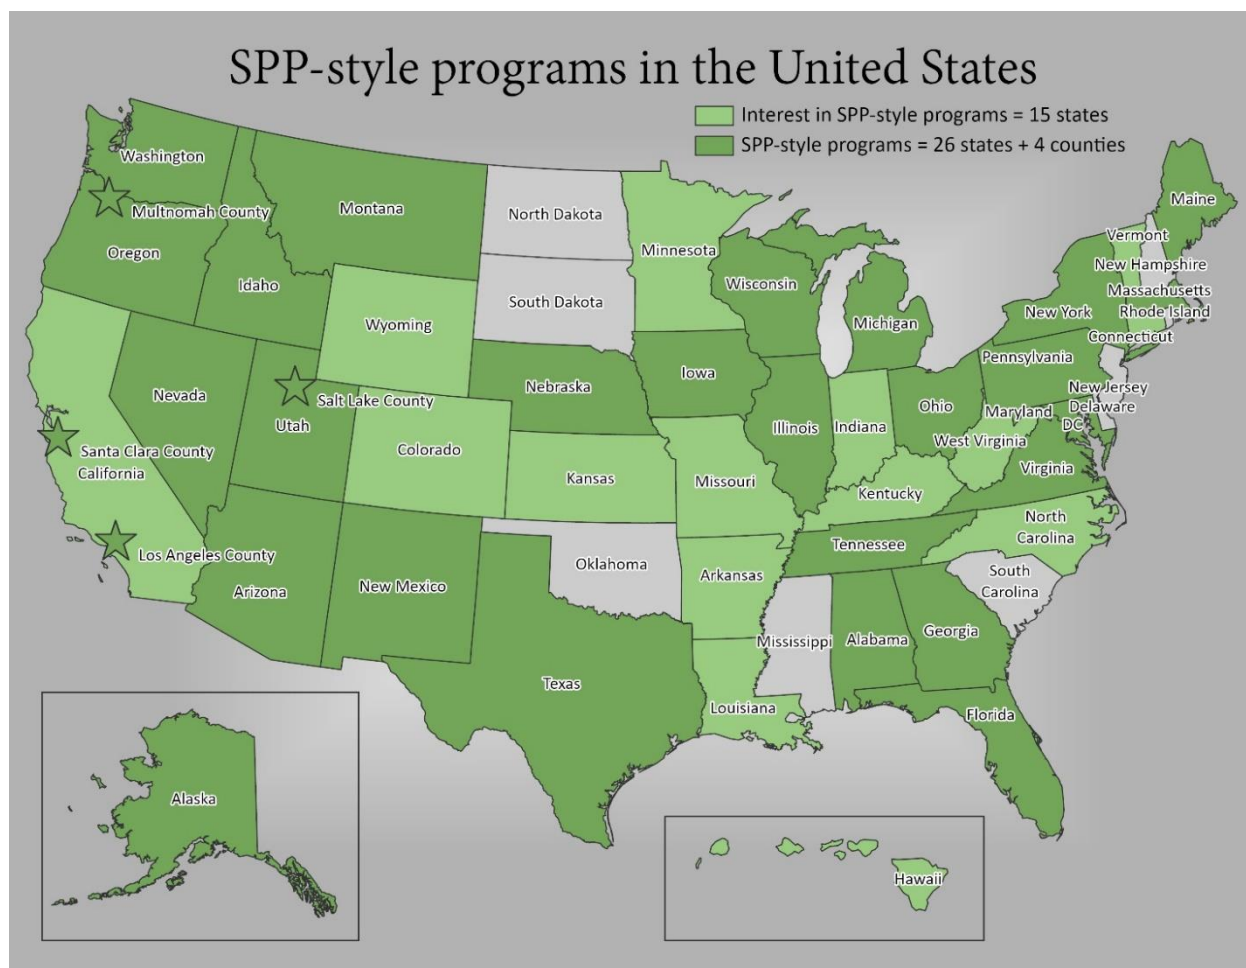 SPP-style programs in the United States
Interest in SPP-style programs = 15 states
SPP-style programs = 26 states + 4 counties
Washington
Multnomah County
Oregon
Idaho
Montana
North Dakota
South Dakota
Minnesota
Wisconsin
Michigan
Maine
Vermont
New Hampshire
Massachusetts
New York
Rhode Island
Connecticut
Pennsylvania
New Jersey
Delaware
Maryland
DC
Wyoming
Nevada
Salt Lake County
Utah
Colorado
Nebraska
Iowa
Illinois
Indiana
Ohio
West Virginia
Virginia
Santa Clara County
California
Los Angeles County
Kansas
Missouri
Kentucky
North
Carolina
Tennessee
Arizona
New Mexico
Oklahoma
Arkansas
South
Carolina
Mississippi
Alabama
Georgia
Texas
Louisiana
Florida
Alaska
Hawaii